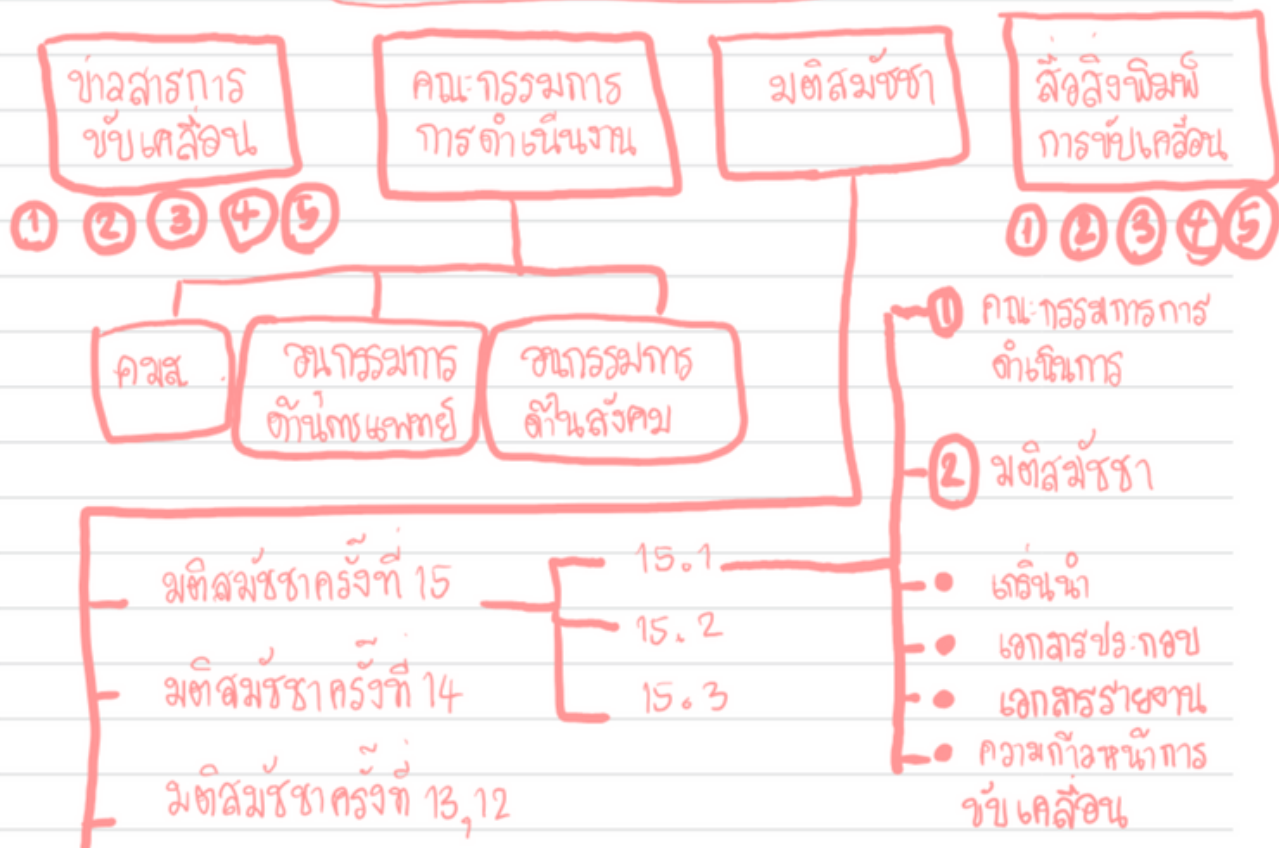 ข่าวสารการ
ขับเคลื่อน
① ② ③ ④ ⑤
คณะกรรมการ
การดำเนินงาน
มติสมัชชา
สื่อสิ่งพิมพ์
การขับเคลื่อน
① ② ③ ④ ⑤
คมส
อนุกรรมการ
ด้านการแพทย์
อนุกรรมการ
ด้านสังคม
มติสมัชชาครั้งที่ 15
15.1
15.2
15.3
มติสมัชชาครั้งที่ 14
มติสมัชชาครั้งที่ 13,12
① คณะกรรมการการ
ดำเนินการ
② มติสมัชชา
• เกริ่นนำ
• เอกสารประกอบ
• เอกสารรายงาน
• ความก้าวหน้าการ
ขับเคลื่อน